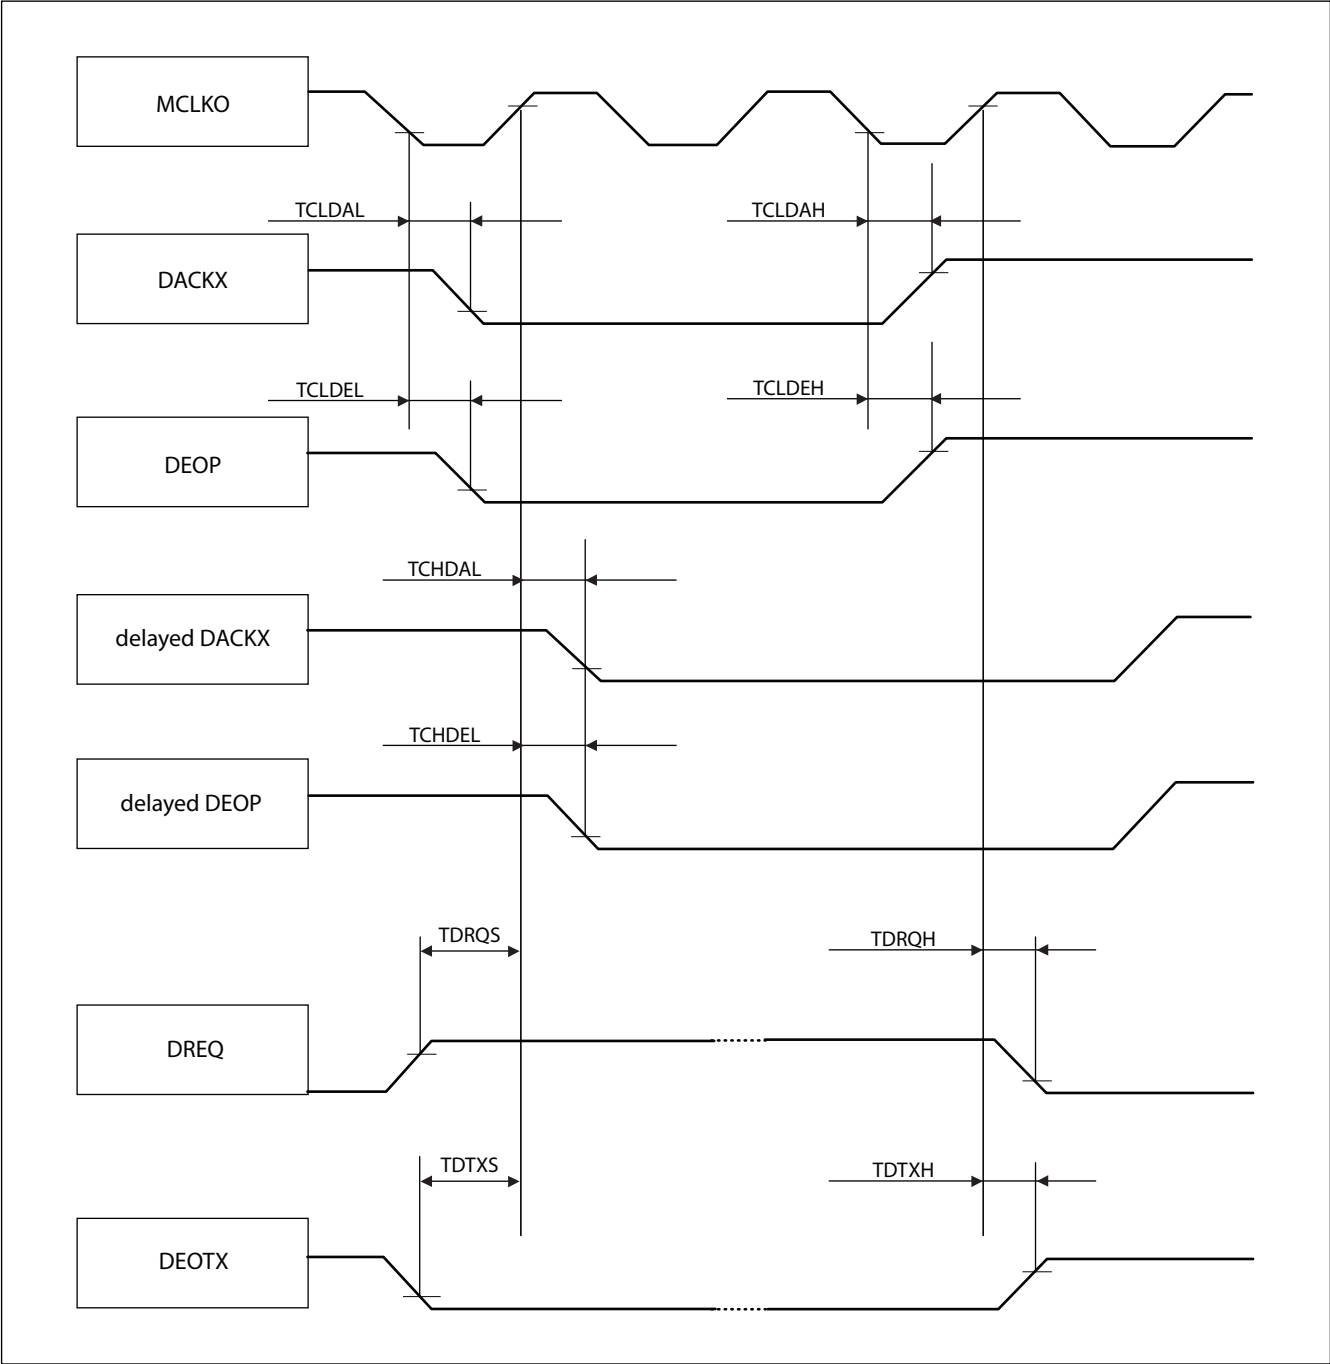 MCLKO
TCLDAL
TCLDAH
DACKX
TCLDEL
TCLDEH
DEOP
TCHDAL
delayed DACKX
TCHDEL
delayed DEOP
TDRQS
TDRQH
DREQ
TDTXS
TDTXH
DEOTX